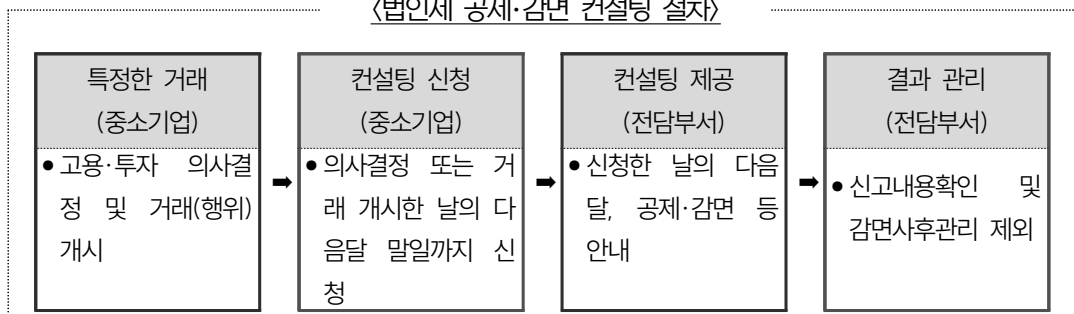 <법인세 공제·감면 컨설팅 절차>
특정한 거래
(중소기업)
• 고용·투자 의사결
정 및 거래(행위)
개시
➡
컨설팅 신청
(중소기업)
• 의사결정 또는 거
래 개시한 날의 다
음달 말일까지 신
청
➡
컨설팅 제공
(전담부서)
• 신청한 날의 다음
달, 공제·감면 등
안내
➡
결과 관리
(전담부서)
• 신고내용확인 및
감면사후관리 제외